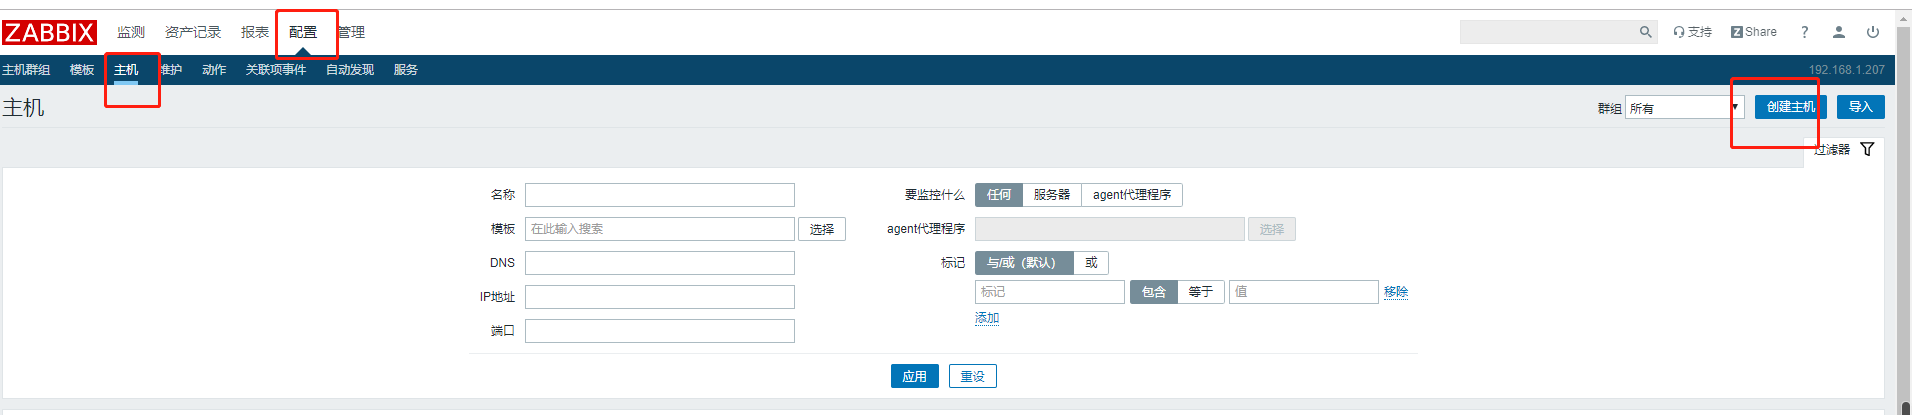 ZABBIX 监测 资产记录 报表 配置 管理 支持 Z Share ?
主机群组 模板 主机 维护 动作 关联项事件 自动发现 服务 192.168.1.207
主机 群组 所有 创建主机 导入
过滤器
名称 要监控什么 任何 服务器 agent代理程序
模板 在此输入搜索 选择 agent代理程序 选择
DNS 标记 与/或（默认） 或
IP地址 标记 包含 等于 值 移除
添加
端口
应用 重设